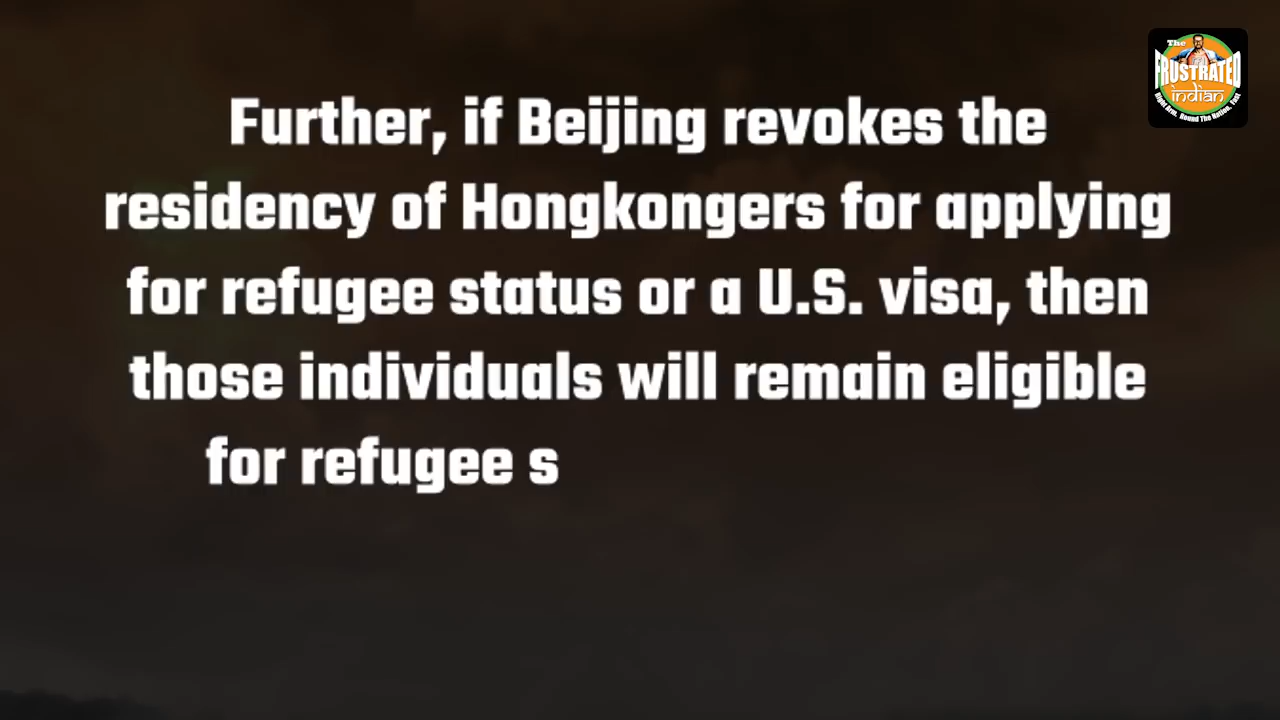 The
FRUSTRATED
indian
Further, if Beijing revokes the
residency of Hongkongers for applying
for refugee status or a U.S. visa, then
those individuals will remain eligible
for refugee s